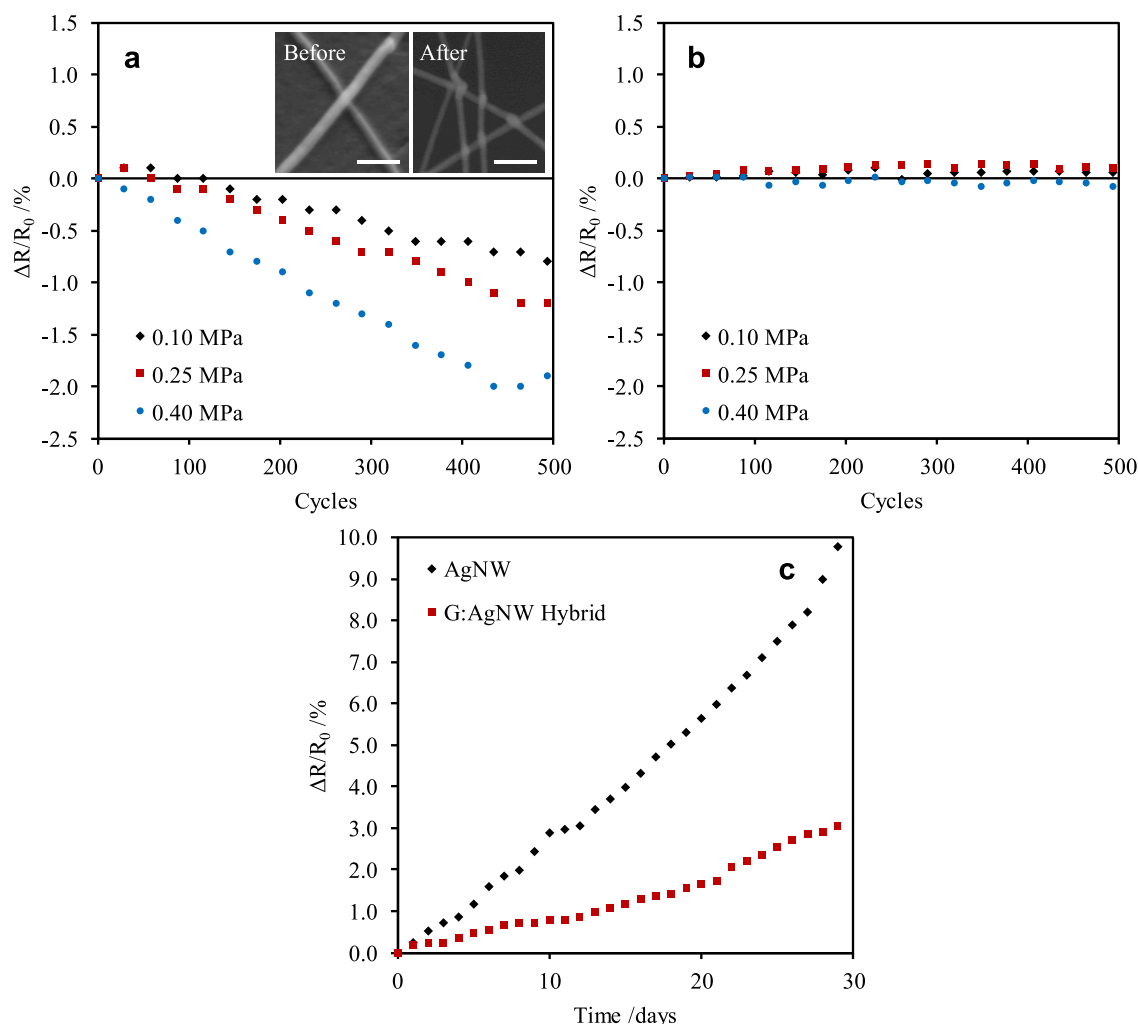 1.5
1.0
0.5
0.0
-0.5
-1.0
-1.5
-2.0
-2.5
ΔR/R0 /%
a
Before
After
0.10 MPa
0.25 MPa
0.40 MPa
0 100 200 300 400 500
Cycles
1.5
1.0
0.5
0.0
-0.5
-1.0
-1.5
-2.0
-2.5
ΔR/R0 /%
b
0.10 MPa
0.25 MPa
0.40 MPa
0 100 200 300 400 500
Cycles
10.0
9.0
8.0
7.0
6.0
5.0
4.0
3.0
2.0
1.0
0.0
ΔR/R0 /%
AgNW
G:AgNW Hybrid
c
0 10 20 30
Time /days